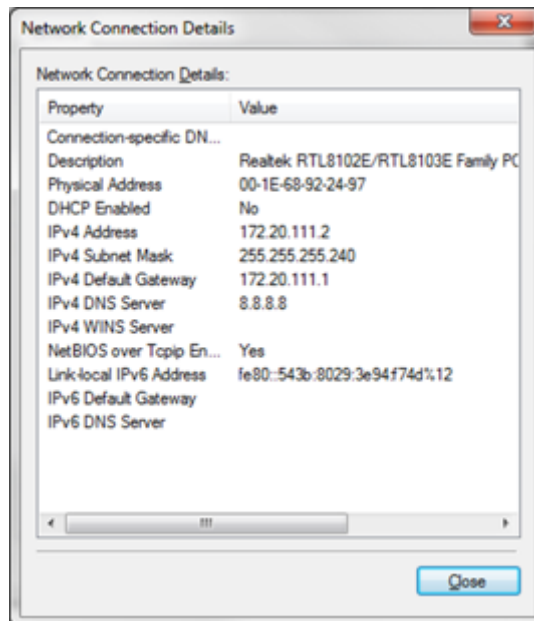 Network Connection Details
Network Connection Details:
Property Value
Connection-specific DN...
Description Realtek RTL8102E/RTL8103E Family PC
Physical Address 00-1E-68-92-24-97
DHCP Enabled No
IPv4 Address 172.20.111.2
IPv4 Subnet Mask 255.255.255.240
IPv4 Default Gateway 172.20.111.1
IPv4 DNS Server 8.8.8.8
IPv4 WINS Server
NetBIOS over Tcpip En... Yes
Link-local IPv6 Address fe80::543b:8029:3e94:f74d%12
IPv6 Default Gateway
IPv6 DNS Server
Close